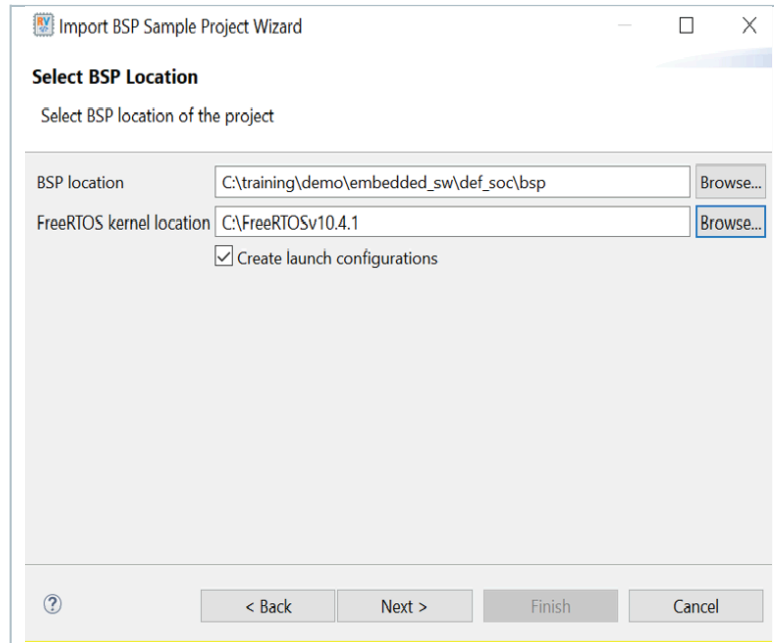 Import BSP Sample Project Wizard
Select BSP Location
Select BSP location of the project
BSP location C:\training\demo\embedded_sw\def_soc\bsp Browse...
FreeRTOS kernel location C:\FreeRTOSv10.4.1 Browse...
Create launch configurations
< Back Next > Finish Cancel